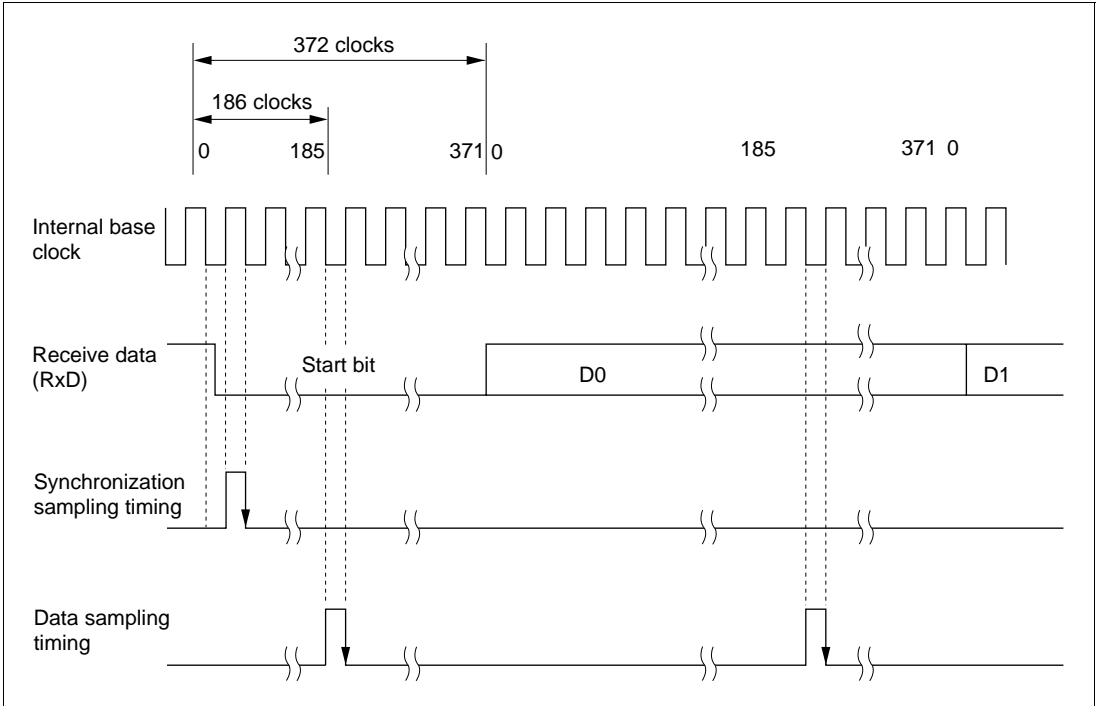 372 clocks
186 clocks
0 185 371 0 185 371 0
Internal base
clock
Receive data
(RxD)
Start bit
D0
D1
Synchronization
sampling timing
Data sampling
timing